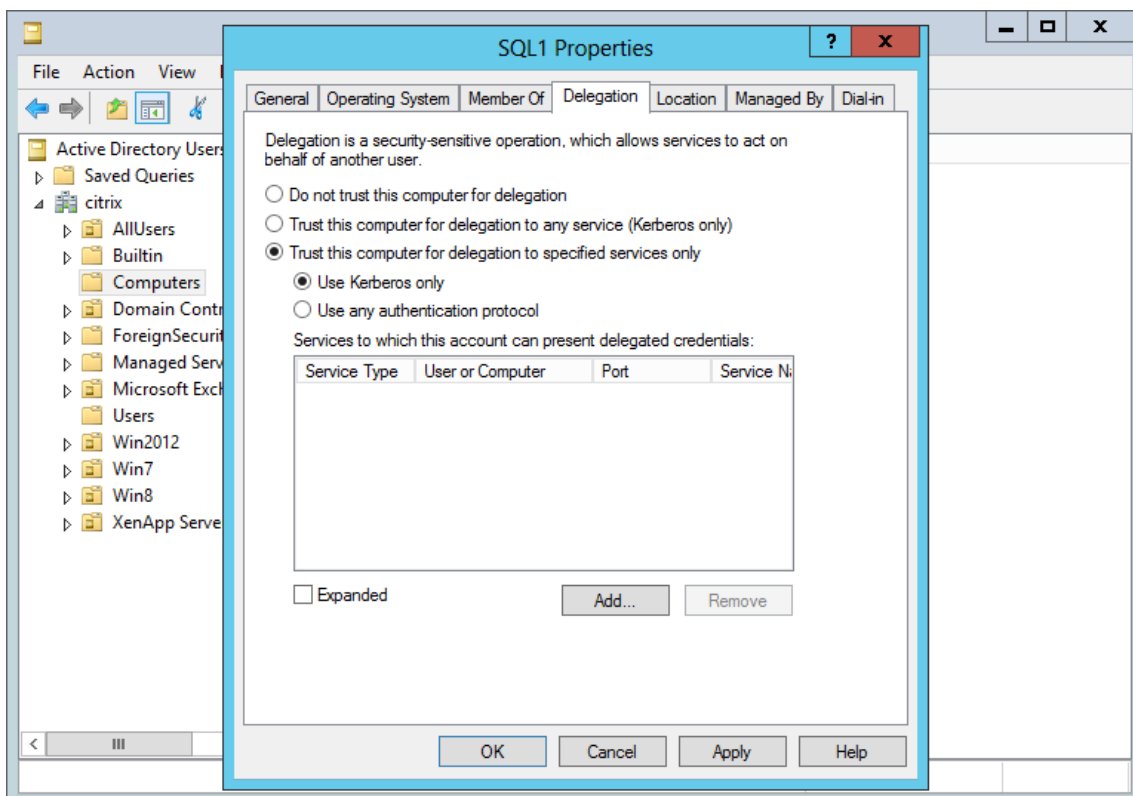 SQL1 Properties
?
x
x
File Action View
Active Directory Users
Saved Queries
citrix
AllUsers
Builtin
Computers
Domain Contr
ForeignSecurit
Managed Serv
Microsoft Exch
Users
Win2012
Win7
Win8
XenApp Serve
General Operating System Member Of Delegation Location Managed By Dial-in
Delegation is a security-sensitive operation, which allows services to act on
behalf of another user.
Do not trust this computer for delegation
Trust this computer for delegation to any service (Kerberos only)
Trust this computer for delegation to specified services only
Use Kerberos only
Use any authentication protocol
Services to which this account can present delegated credentials:
Service Type User or Computer Port Service Na
Expanded
Add... Remove
OK Cancel Apply Help